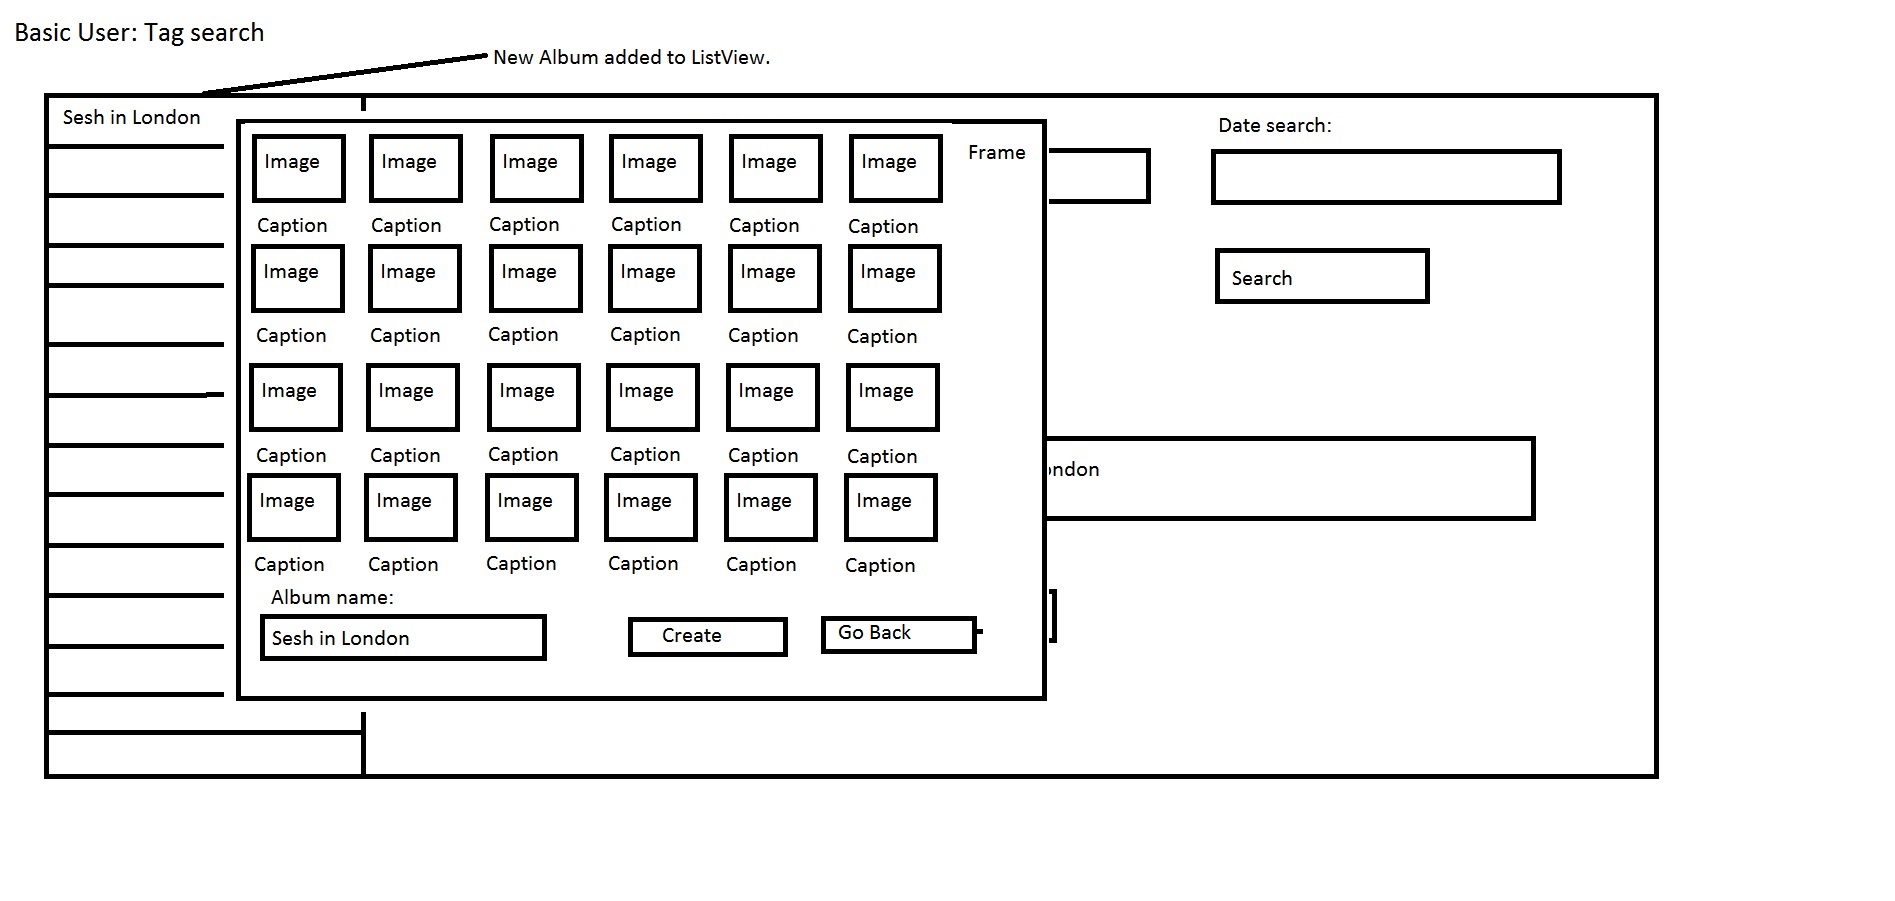 Basic User: Tag search
New Album added to ListView.
Sesh in London
Date search:
Frame
Image Image Image Image Image Image
Caption Caption Caption Caption Caption Caption
Search
Image Image Image Image Image Image
Caption Caption Caption Caption Caption Caption
Image Image Image Image Image Image
Caption Caption Caption Caption Caption Caption
ndon
Image Image Image Image Image Image
Caption Caption Caption Caption Caption Caption
Album name:
Sesh in London
Create
Go Back